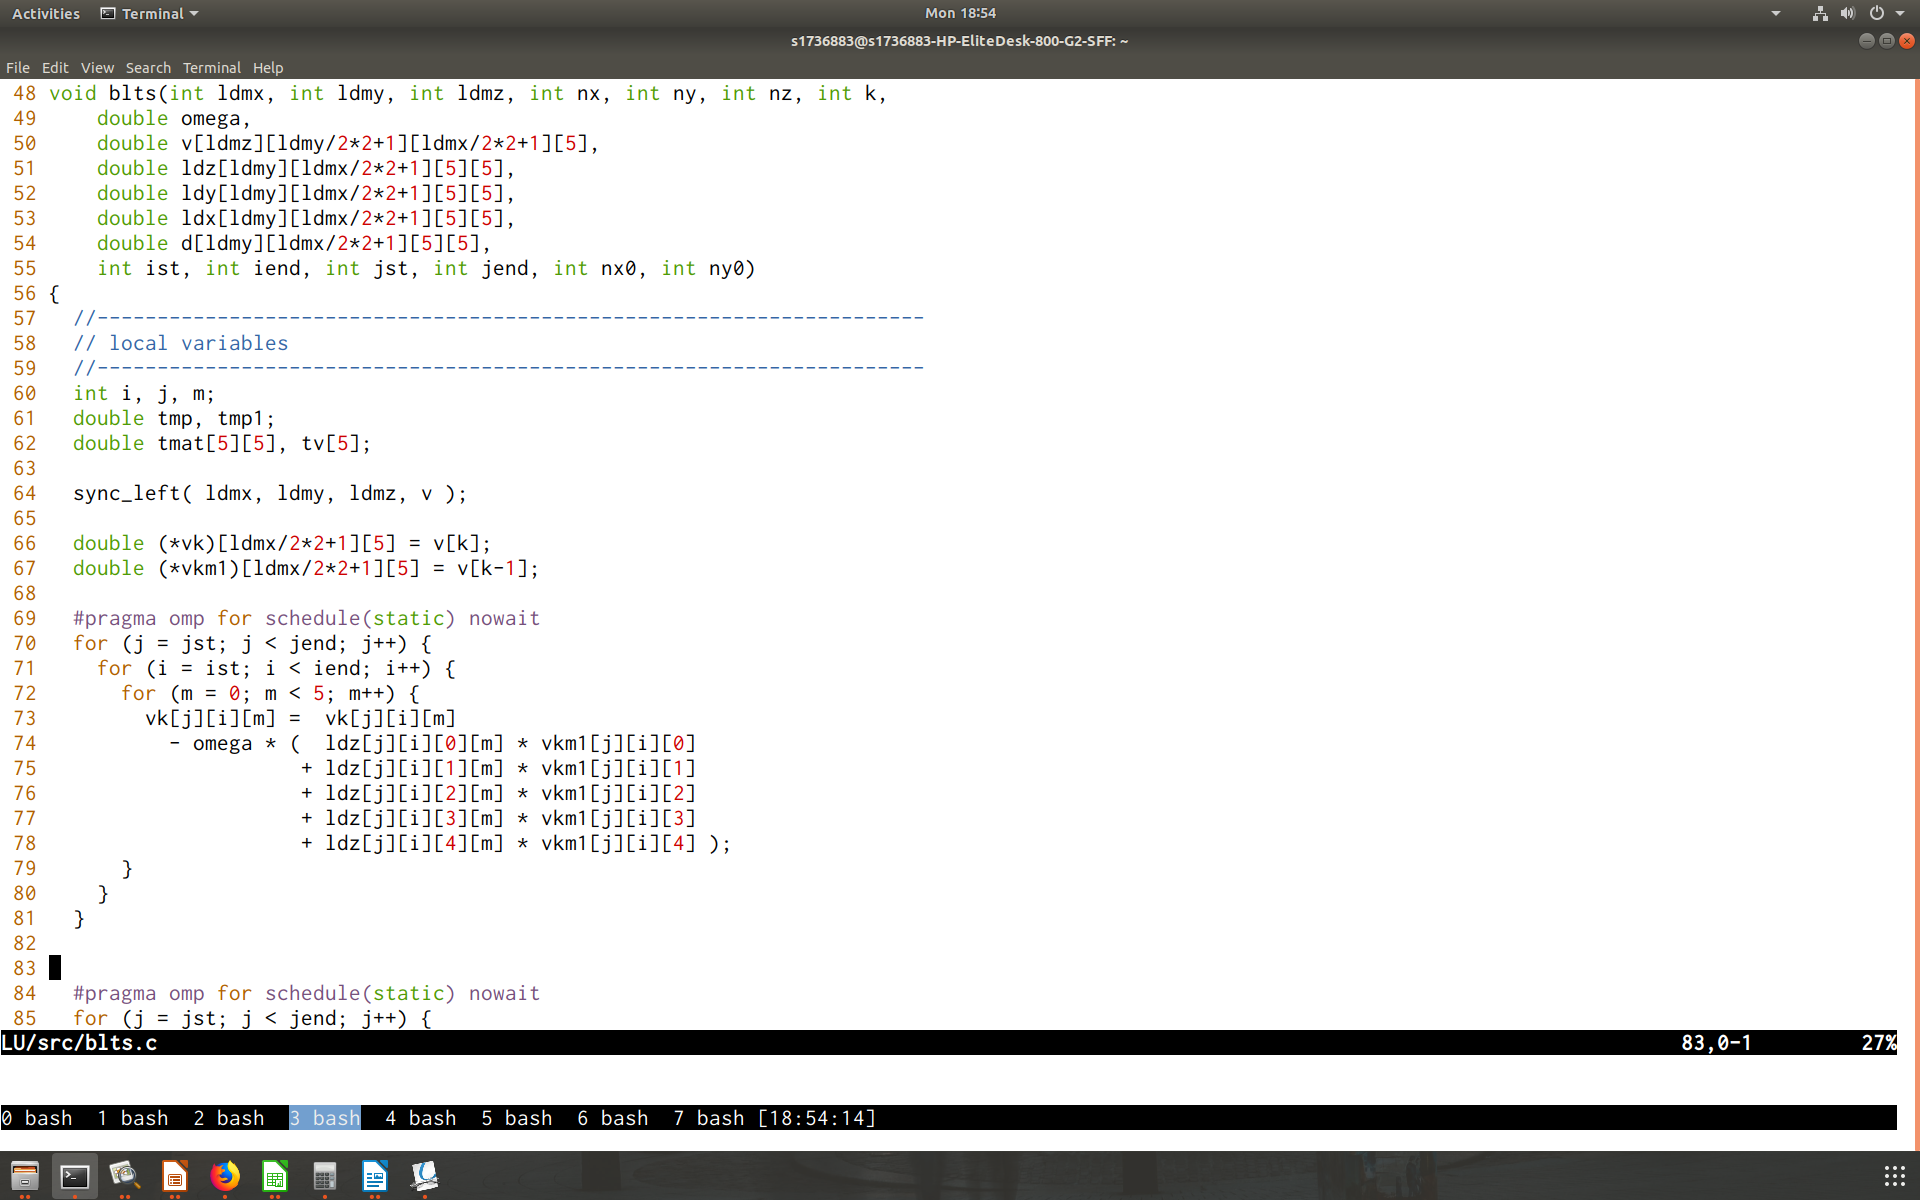 Activities Terminal Mon 18:54
s1736883@s1736883-HP-EliteDesk-800-G2-SFF: ~
File Edit View Search Terminal Help
48 void blts(int ldmx, int ldmy, int ldmz, int nx, int ny, int nz, int k,
49     double omega,
50     double v[ldmz][ldmy/2*2+1][ldmx/2*2+1][5],
51     double ldz[ldmy][ldmx/2*2+1][5][5],
52     double ldy[ldmy][ldmx/2*2+1][5][5],
53     double ldx[ldmy][ldmx/2*2+1][5][5],
54     double d[ldmy][ldmx/2*2+1][5][5],
55     int ist, int iend, int jst, int jend, int nx0, int ny0)
56 {
57   //---------------------------------------------------------------------
58   // local variables
59   //---------------------------------------------------------------------
60   int i, j, m;
61   double tmp, tmp1;
62   double tmat[5][5], tv[5];
63
64   sync_left( ldmx, ldmy, ldmz, v );
65
66   double (*vk)[ldmx/2*2+1][5] = v[k];
67   double (*vkm1)[ldmx/2*2+1][5] = v[k-1];
68
69   #pragma omp for schedule(static) nowait
70   for (j = jst; j < jend; j++) {
71     for (i = ist; i < iend; i++) {
72       for (m = 0; m < 5; m++) {
73         vk[j][i][m] =  vk[j][i][m]
74           - omega * (  ldz[j][i][0][m] * vkm1[j][i][0]
75                      + ldz[j][i][1][m] * vkm1[j][i][1]
76                      + ldz[j][i][2][m] * vkm1[j][i][2]
77                      + ldz[j][i][3][m] * vkm1[j][i][3]
78                      + ldz[j][i][4][m] * vkm1[j][i][4] );
79       }
80     }
81   }
82
83
84   #pragma omp for schedule(static) nowait
85   for (j = jst; j < jend; j++) {
LU/src/blts.c 83,0-1 27%
0 bash  1 bash  2 bash  3 bash  4 bash  5 bash  6 bash  7 bash [18:54:14]